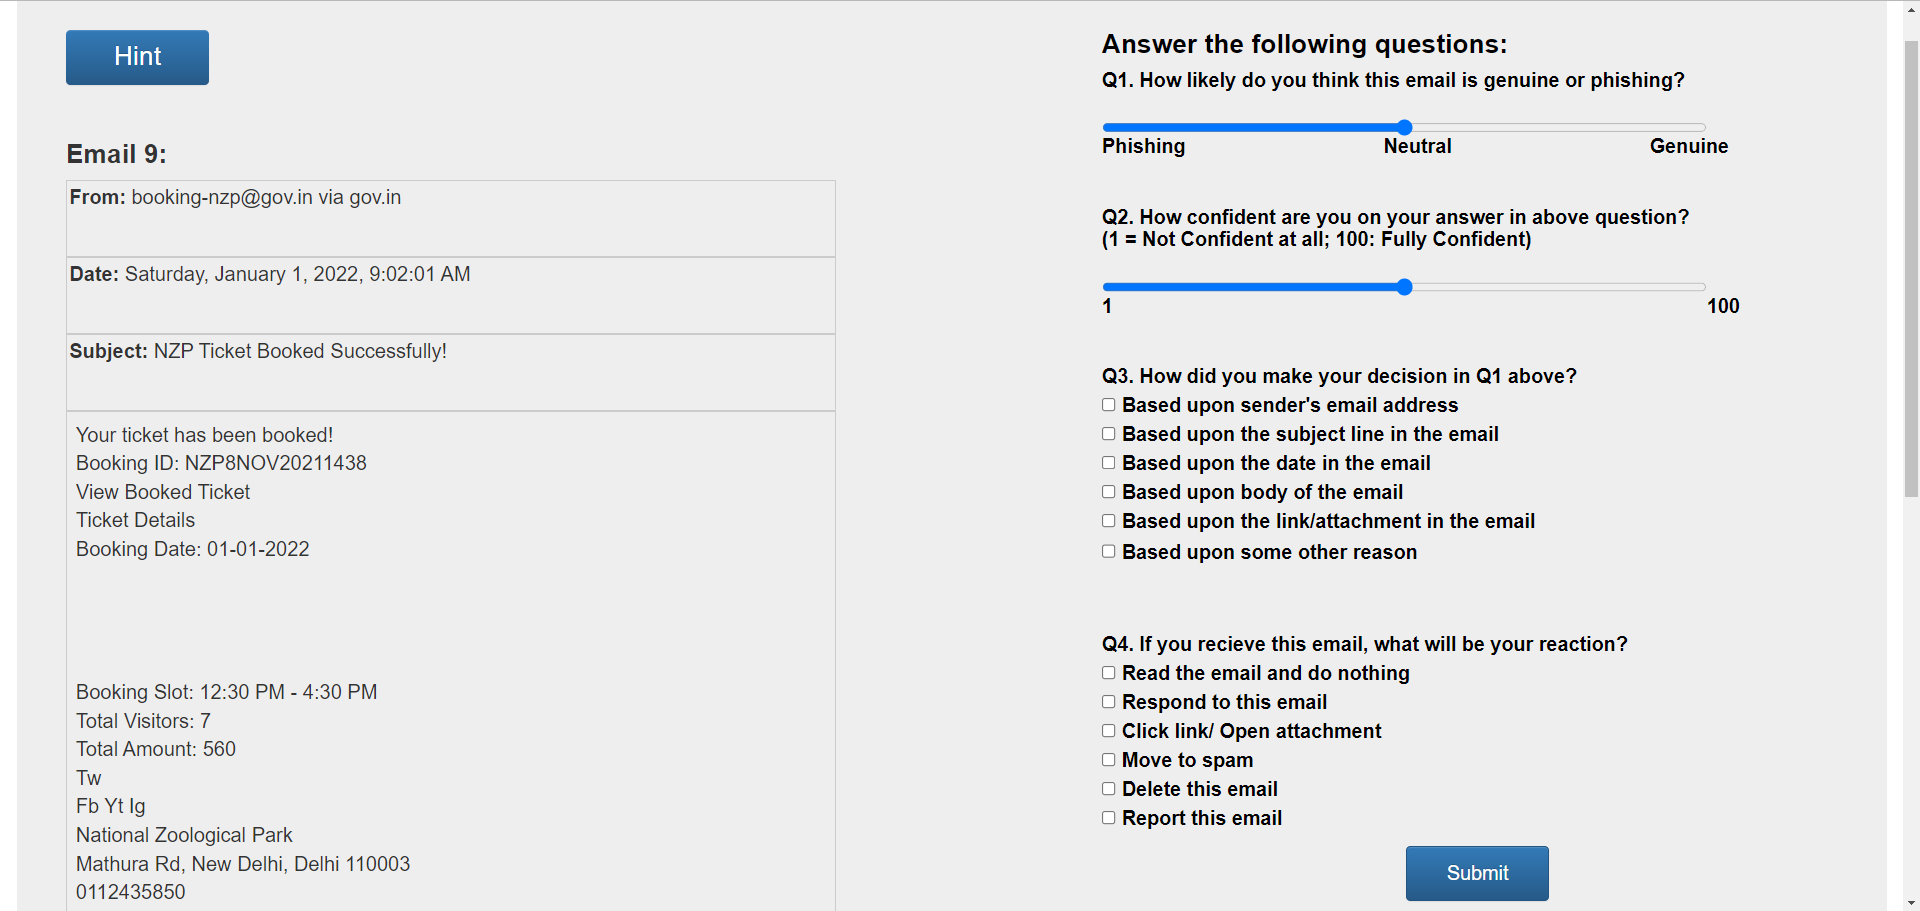 Hint
Email 9:
From: booking-nzp@gov.in via gov.in
Date: Saturday, January 1, 2022, 9:02:01 AM
Subject: NZP Ticket Booked Successfully!
Your ticket has been booked!
Booking ID: NZP8NOV20211438
View Booked Ticket
Ticket Details
Booking Date: 01-01-2022
Booking Slot: 12:30 PM - 4:30 PM
Total Visitors: 7
Total Amount: 560
Tw
Fb Yt Ig
National Zoological Park
Mathura Rd, New Delhi, Delhi 110003
0112435850
Answer the following questions:
Q1. How likely do you think this email is genuine or phishing?
Phishing Neutral Genuine
Q2. How confident are you on your answer in above question?
(1 = Not Confident at all; 100: Fully Confident)
1 100
Q3. How did you make your decision in Q1 above?
Based upon sender's email address
Based upon the subject line in the email
Based upon the date in the email
Based upon body of the email
Based upon the link/attachment in the email
Based upon some other reason
Q4. If you recieve this email, what will be your reaction?
Read the email and do nothing
Respond to this email
Click link/ Open attachment
Move to spam
Delete this email
Report this email
Submit